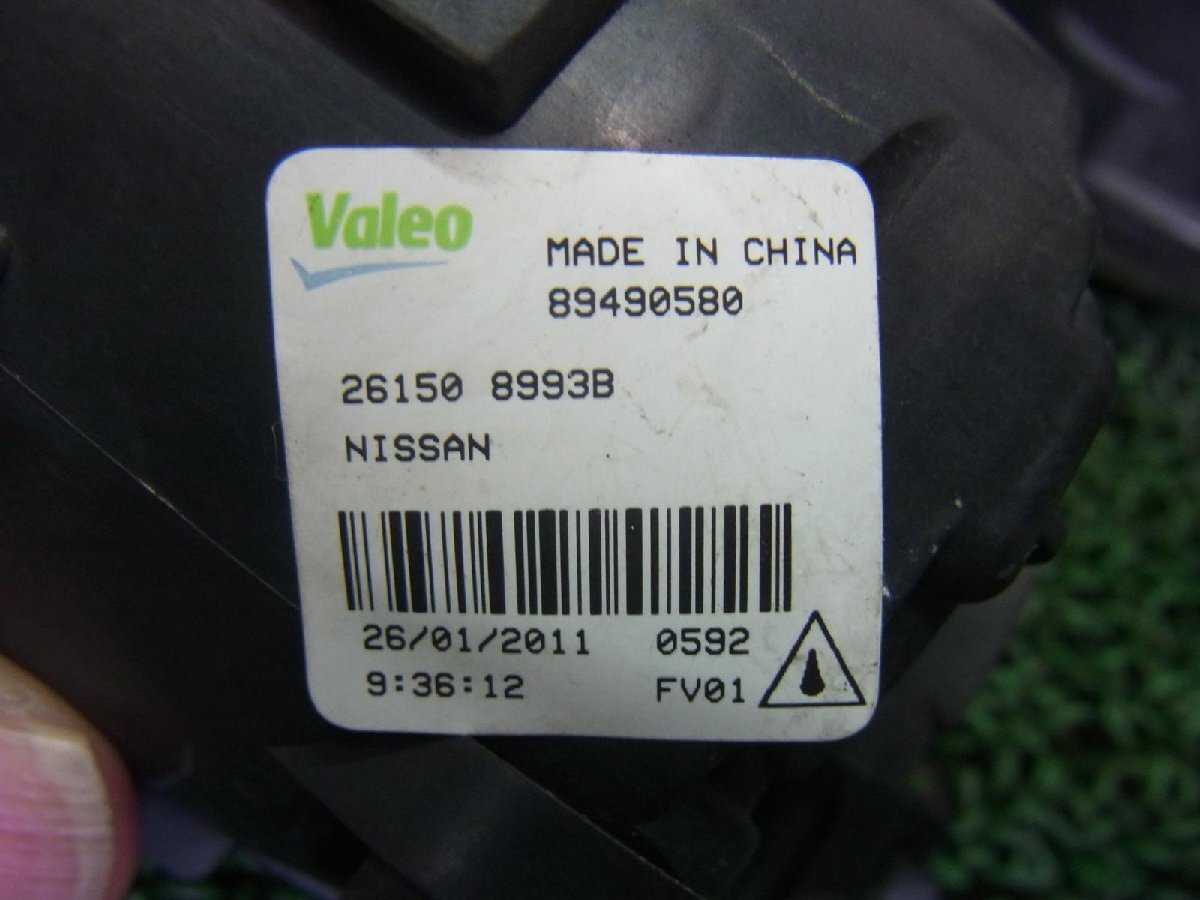 Valeo
MADE IN CHINA
89490580
26150 8993B
NISSAN
26/01/2011 0592
9:36:12 FV01